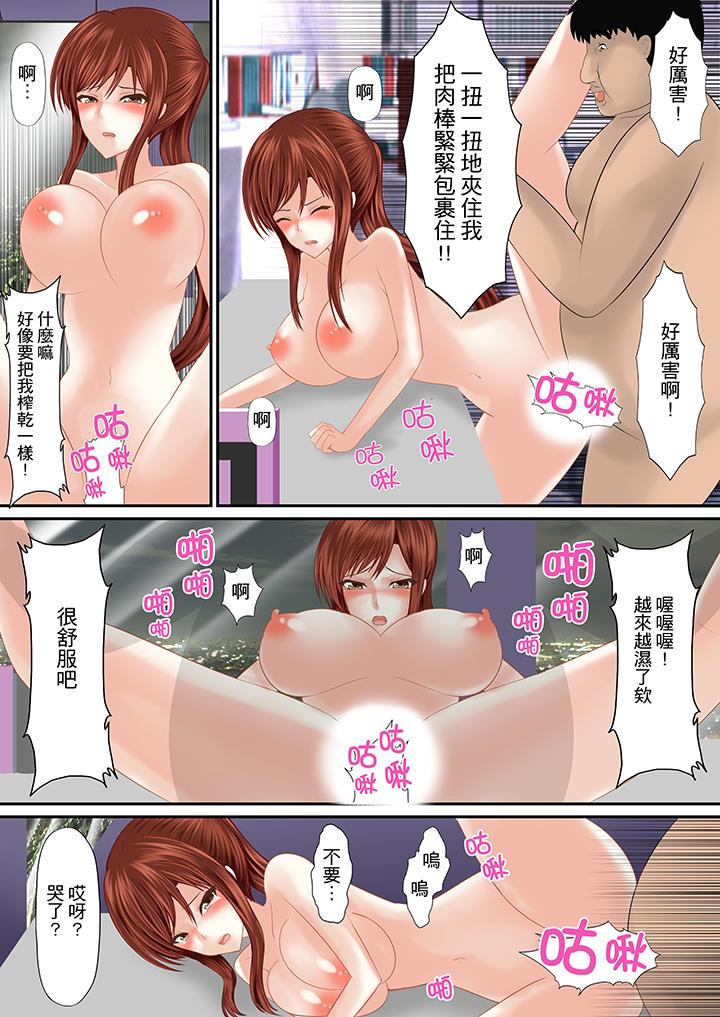 好厲害！
一扭一扭地夾住我
把肉棒緊緊包裹住!!
啊
好厲害啊！
啊
咕啾
咕啾
咕啾
啊…
什麼嘛
好像要把我榨乾一樣！
咕啾
咕啾
喔喔喔！
越來越濕了欸
啪啪
啪啪
啊
啊
啪啪
啪啪
很舒服吧
咕啾
咕啾
咕啾
嗚
嗚
不要…
咕啾
咕啾
咕啾
哎呀？
哭了？